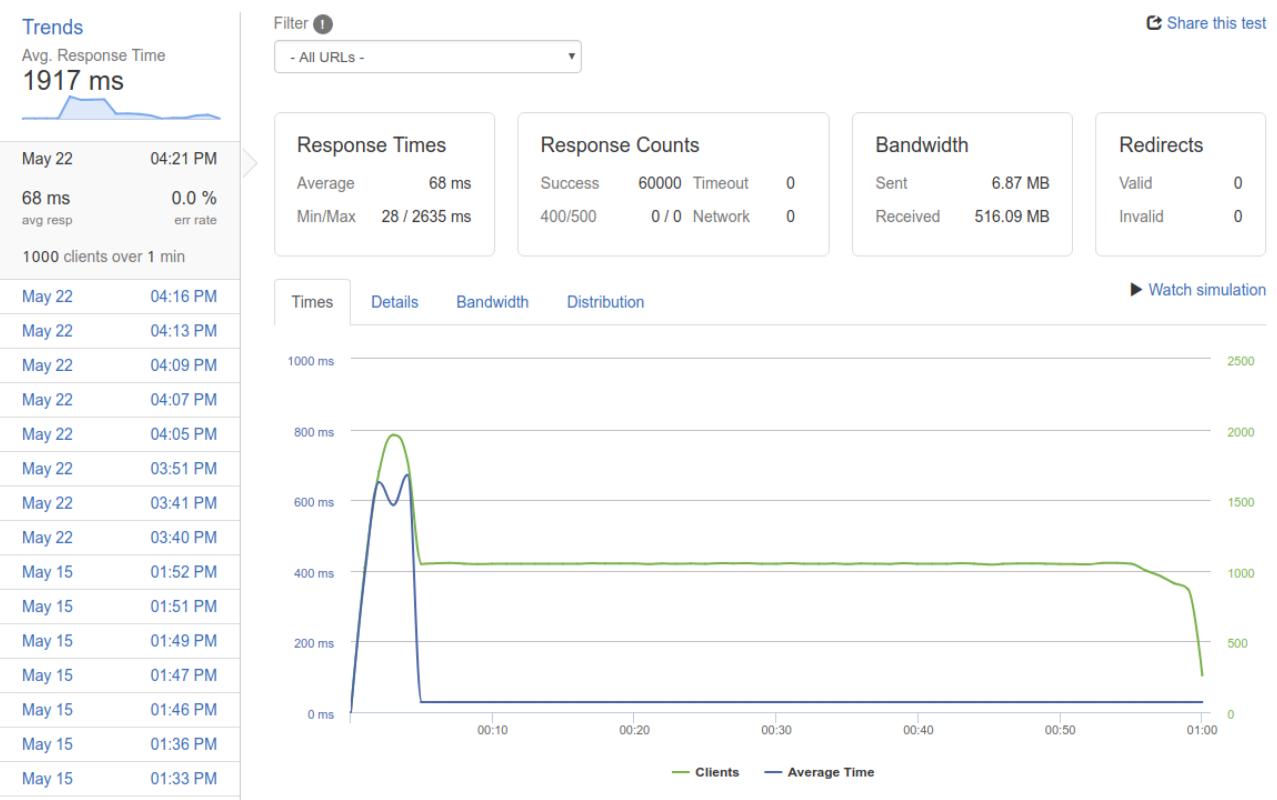 Trends
Avg. Response Time
1917 ms
May 22 04:21 PM
68 ms 0.0 %
avg resp err rate
1000 clients over 1 min
May 22 04:16 PM
May 22 04:13 PM
May 22 04:09 PM
May 22 04:07 PM
May 22 04:05 PM
May 22 03:51 PM
May 22 03:41 PM
May 22 03:40 PM
May 15 01:52 PM
May 15 01:51 PM
May 15 01:49 PM
May 15 01:47 PM
May 15 01:46 PM
May 15 01:36 PM
May 15 01:33 PM
Filter !
Share this test
- All URLs -
Response Times
Average 68 ms
Min/Max 28 / 2635 ms
Response Counts
Success 60000 Timeout 0
400/500 0 / 0 Network 0
Bandwidth
Sent 6.87 MB
Received 516.09 MB
Redirects
Valid 0
Invalid 0
Times Details Bandwidth Distribution
Watch simulation
1000 ms 2500
800 ms 2000
600 ms 1500
400 ms 1000
200 ms 500
0 ms 0
00:10 00:20 00:30 00:40 00:50 01:00
Clients Average Time